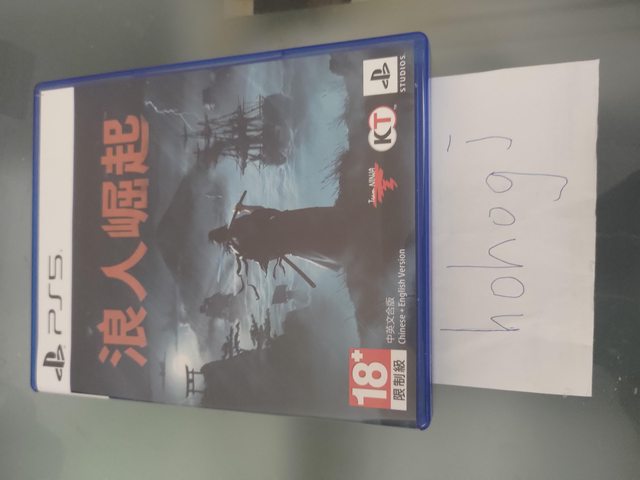 PS5
浪人崛起
Team NINJA
KT
STUDIOS
中英文合版
Chinese • English Version
18+
限制級
hohogj